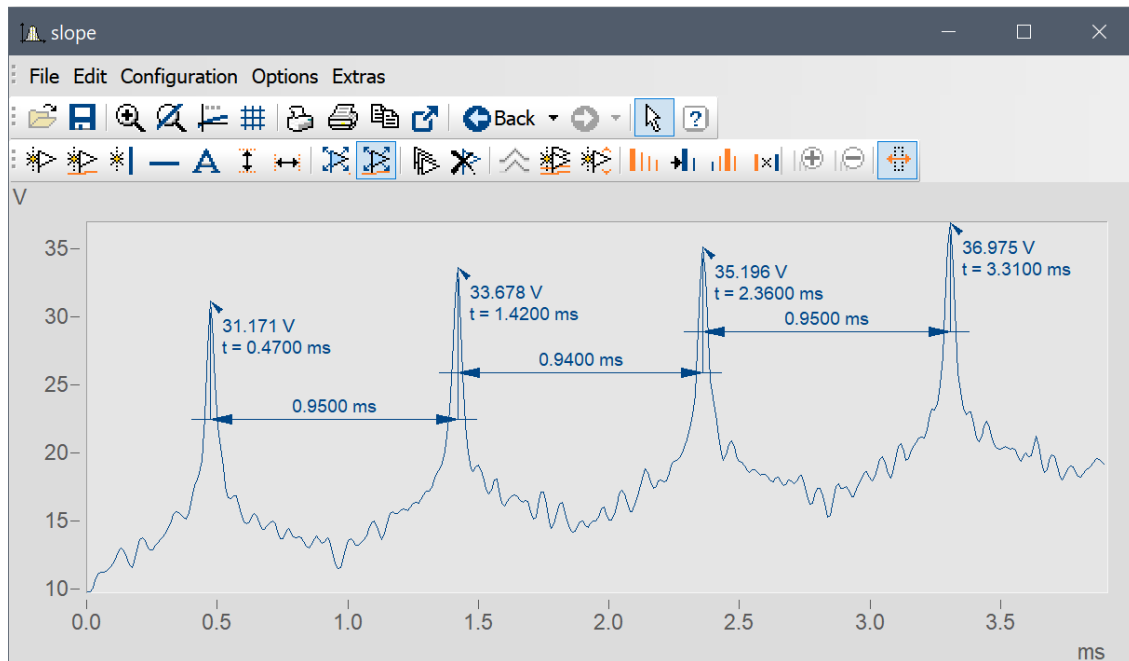 slope
File Edit Configuration Options Extras
Back
A
V
35
30
25
20
15
10
31.171 V
t = 0.4700 ms
33.678 V
t = 1.4200 ms
35.196 V
t = 2.3600 ms
36.975 V
t = 3.3100 ms
0.9500 ms
0.9400 ms
0.9500 ms
0.0 0.5 1.0 1.5 2.0 2.5 3.0 3.5
ms